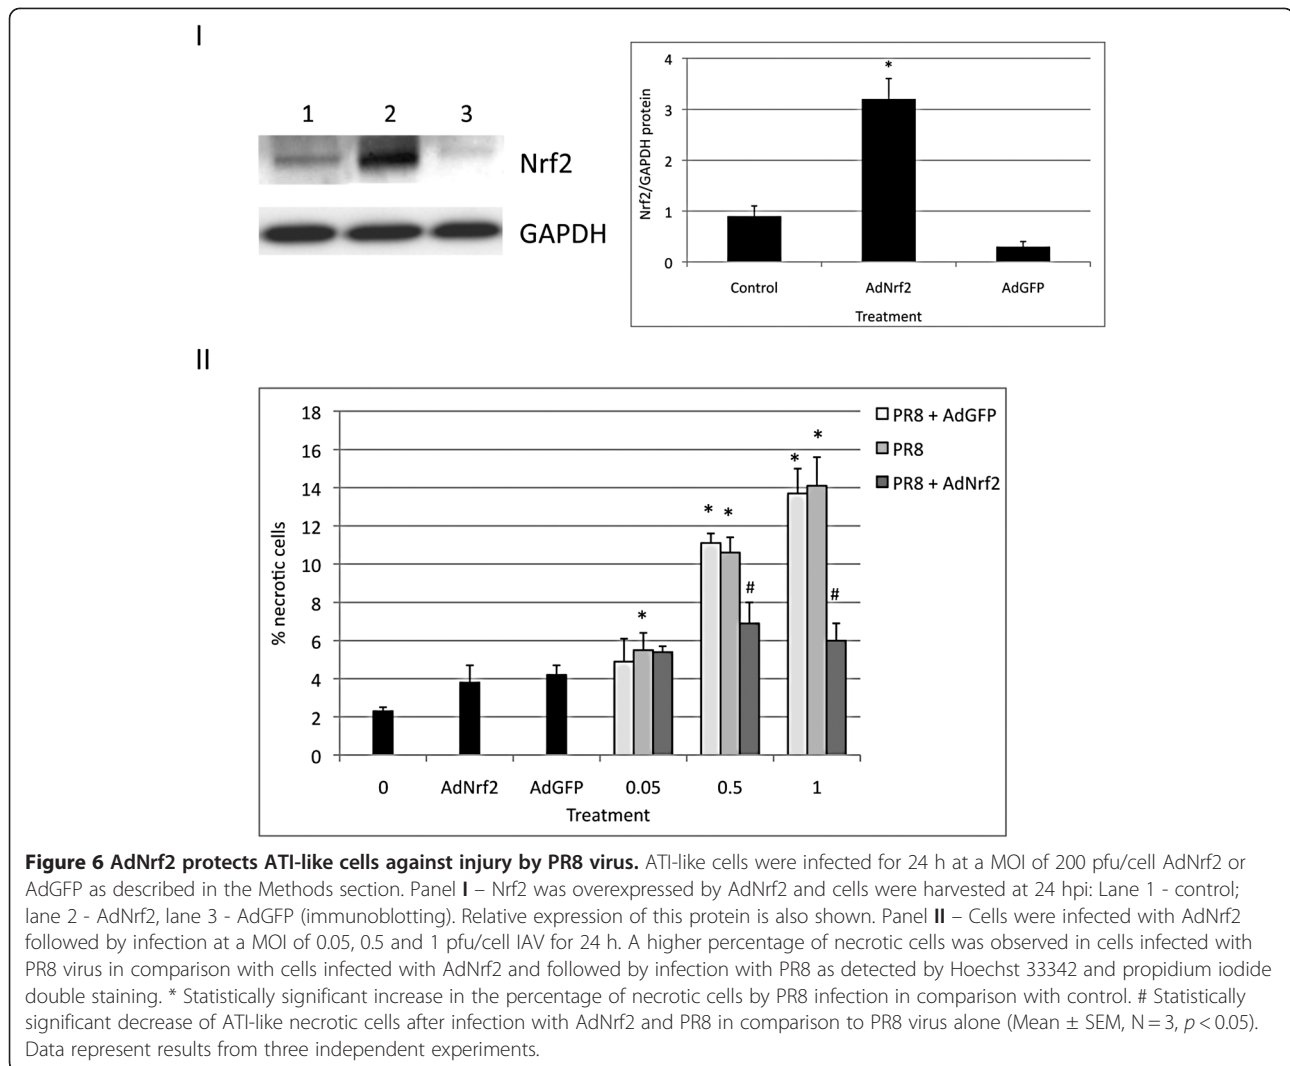 I
1 2 3
Nrf2
GAPDH
4
3
2
1
0
Nrf2/GAPDH protein
*
Control AdNrf2 AdGFP
Treatment
II
18
16
14
12
10
8
6
4
2
0
% necrotic cells
* * * * * # #
PR8 + AdGFP
PR8
PR8 + AdNrf2
0 AdNrf2 AdGFP 0.05 0.5 1
Treatment
Figure 6 AdNrf2 protects ATI-like cells against injury by PR8 virus. ATI-like cells were infected for 24 h at a MOI of 200 pfu/cell AdNrf2 or
AdGFP as described in the Methods section. Panel I – Nrf2 was overexpressed by AdNrf2 and cells were harvested at 24 hpi: Lane 1 - control;
lane 2 - AdNrf2, lane 3 - AdGFP (immunoblotting). Relative expression of this protein is also shown. Panel II – Cells were infected with AdNrf2
followed by infection at a MOI of 0.05, 0.5 and 1 pfu/cell IAV for 24 h. A higher percentage of necrotic cells was observed in cells infected with
PR8 virus in comparison with cells infected with AdNrf2 and followed by infection with PR8 as detected by Hoechst 33342 and propidium iodide
double staining. * Statistically significant increase in the percentage of necrotic cells by PR8 infection in comparison with control. # Statistically
significant decrease of ATI-like necrotic cells after infection with AdNrf2 and PR8 in comparison to PR8 virus alone (Mean ± SEM, N = 3, p < 0.05).
Data represent results from three independent experiments.